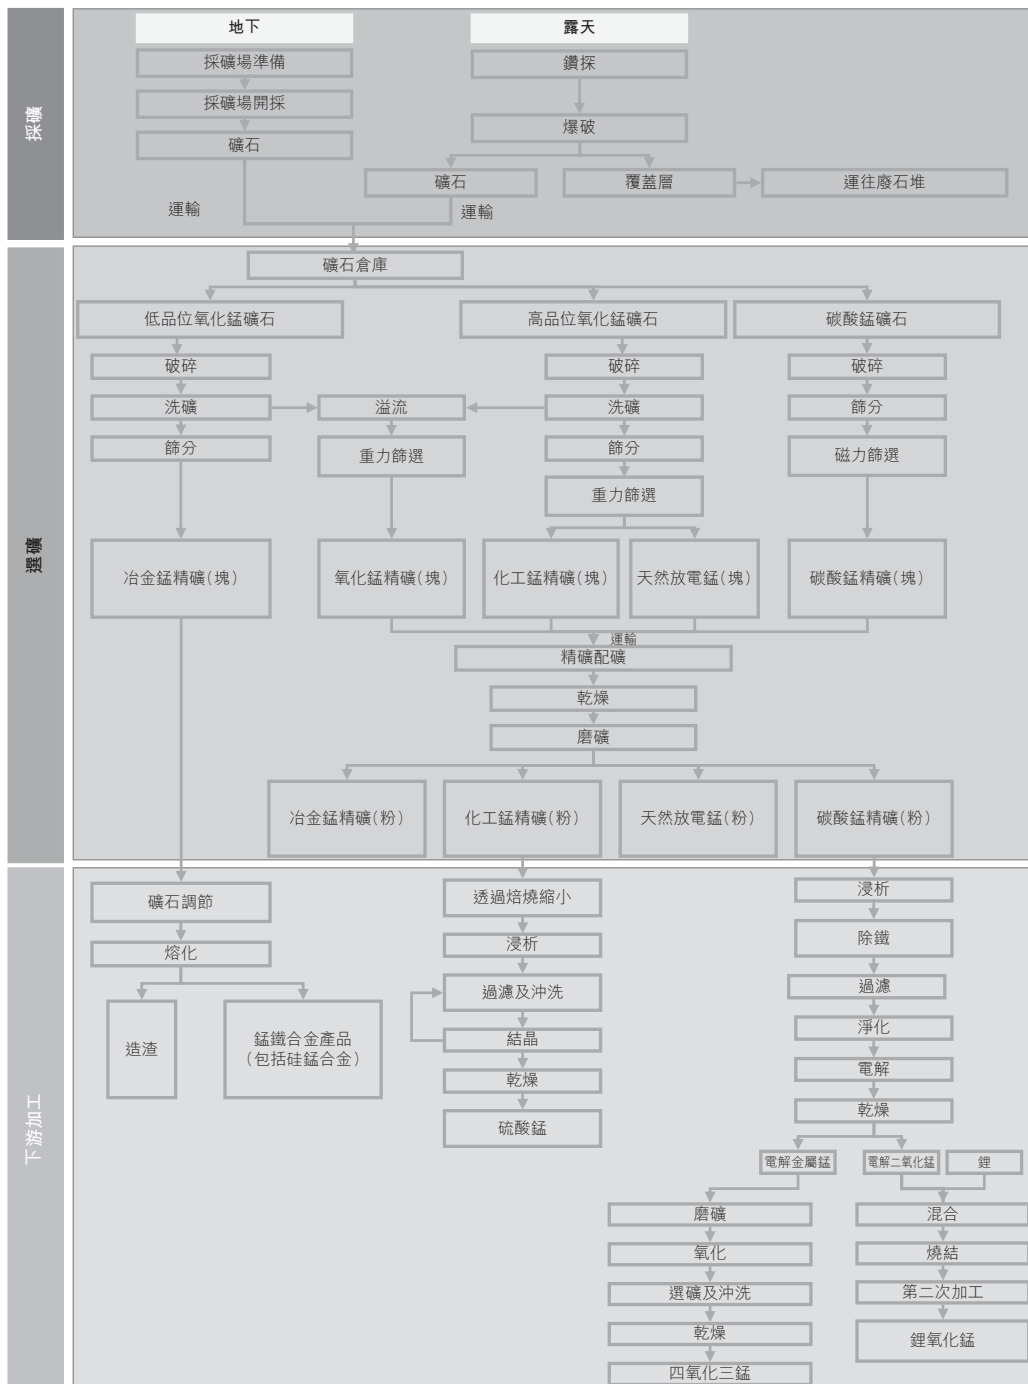 採礦
地下
露天
採礦場準備
鑽探
採礦場開採
爆破
礦石
礦石
覆蓋層
運往廢石堆
運輸
運輸
選礦
礦石倉庫
低品位氧化錳礦石
高品位氧化錳礦石
碳酸錳礦石
破碎
破碎
破碎
洗礦
溢流
洗礦
篩分
篩分
重力篩選
篩分
磁力篩選
重力篩選
冶金錳精礦(塊)
氧化錳精礦(塊)
化工錳精礦(塊)
天然放電錳(塊)
碳酸錳精礦(塊)
運輸
精礦配礦
乾燥
磨礦
冶金錳精礦(粉)
化工錳精礦(粉)
天然放電錳(粉)
碳酸錳精礦(粉)
下游加工
礦石調節
透過焙燒縮小
浸析
熔化
浸析
除鐵
造渣
錳鐵合金產品
(包括硅錳合金)
過濾及沖洗
過濾
結晶
淨化
乾燥
電解
硫酸錳
乾燥
電解金屬錳
電解二氧化錳
鋰
磨礦
混合
氧化
燒結
選礦及沖洗
第二次加工
乾燥
鋰氧化錳
四氧化三錳